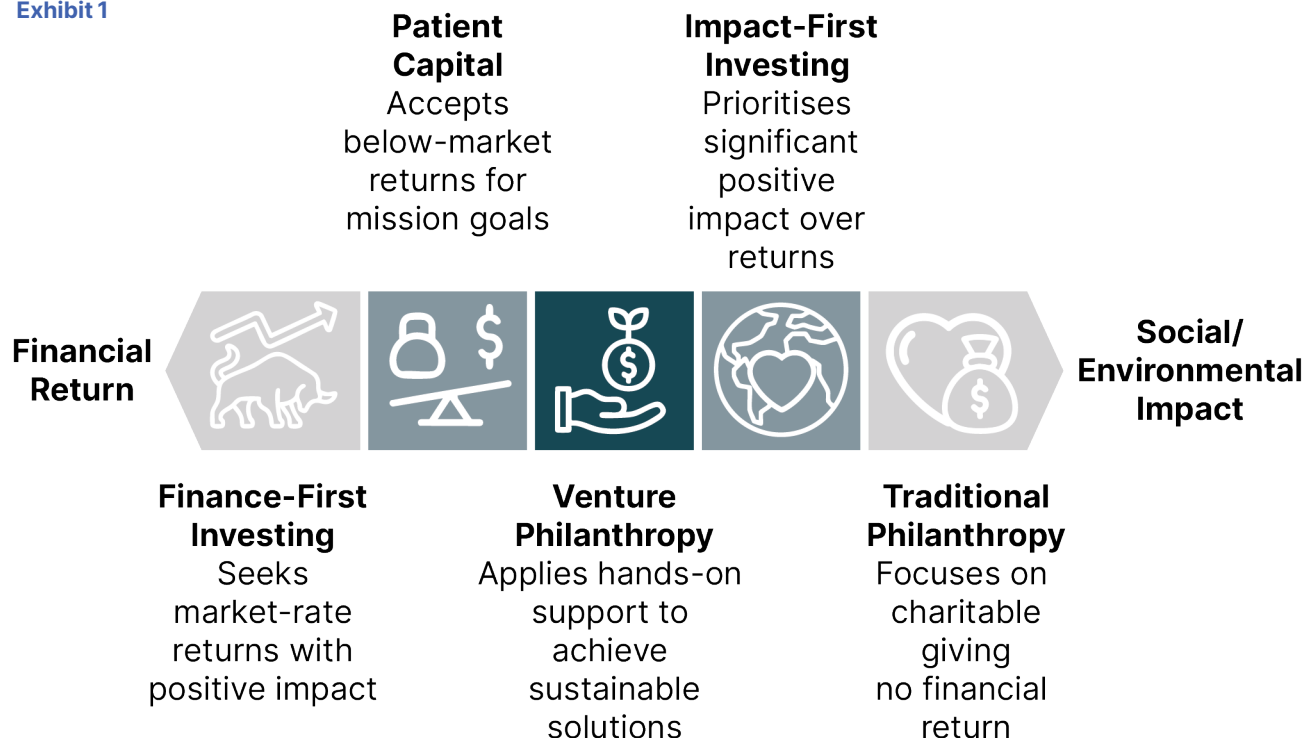 Exhibit 1
Patient
Capital
Accepts
below-market
returns for
mission goals
Impact-First
Investing
Prioritises
significant
positive
impact over
returns
Financial
Return
$
$
$
Social/
Environmental
Impact
Finance-First
Investing
Seeks
market-rate
returns with
positive impact
Venture
Philanthropy
Applies hands-on
support to
achieve
sustainable
solutions
Traditional
Philanthropy
Focuses on
charitable
giving
no financial
return